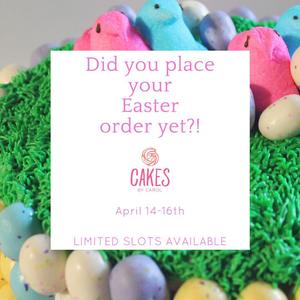 Did you place
your
Easter
order yet?!
CAKES
BY CAROL
April 14-16th
LIMITED SLOTS AVAILABLE